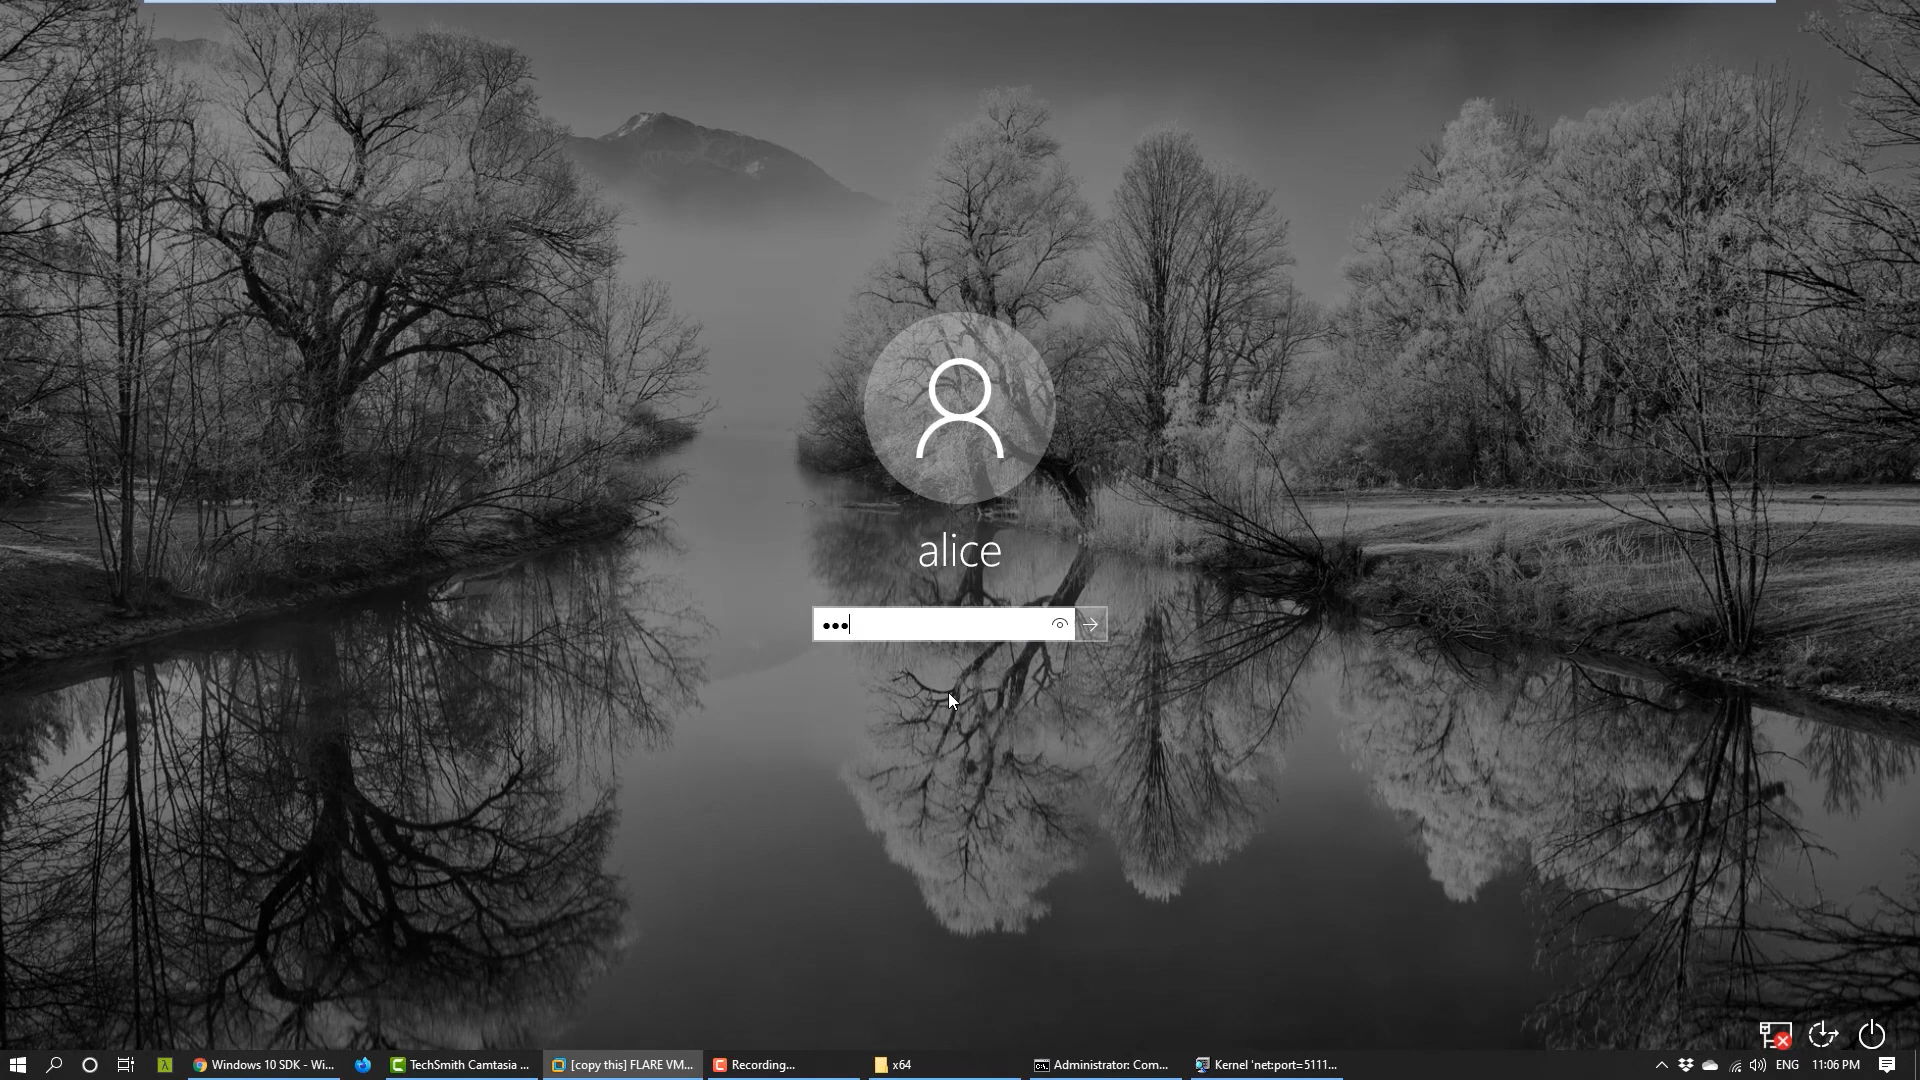 alice
Windows 10 SDK - Wi...
TechSmith Camtasia ...
[copy this] FLARE VM...
Recording...
x64
Administrator: Com...
Kernel 'net:port=5111...
ENG
11:06 PM